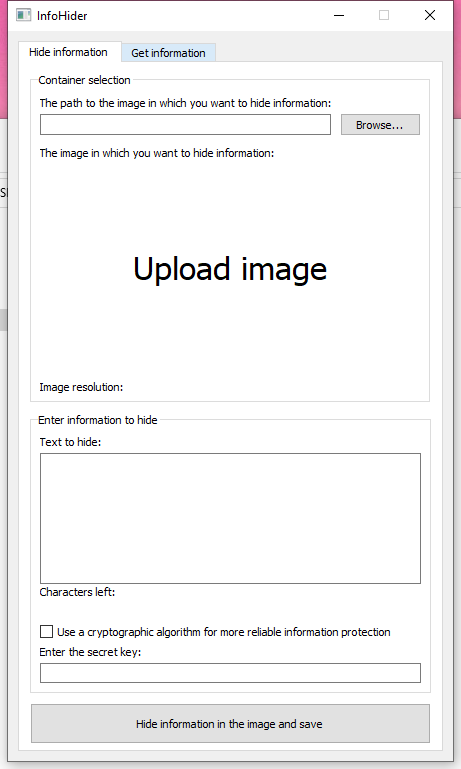 InfoHider
Hide information
Get information
Container selection
The path to the image in which you want to hide information:
Browse...
The image in which you want to hide information:
Upload image
Image resolution:
Enter information to hide
Text to hide:
Characters left:
Use a cryptographic algorithm for more reliable information protection
Enter the secret key:
Hide information in the image and save